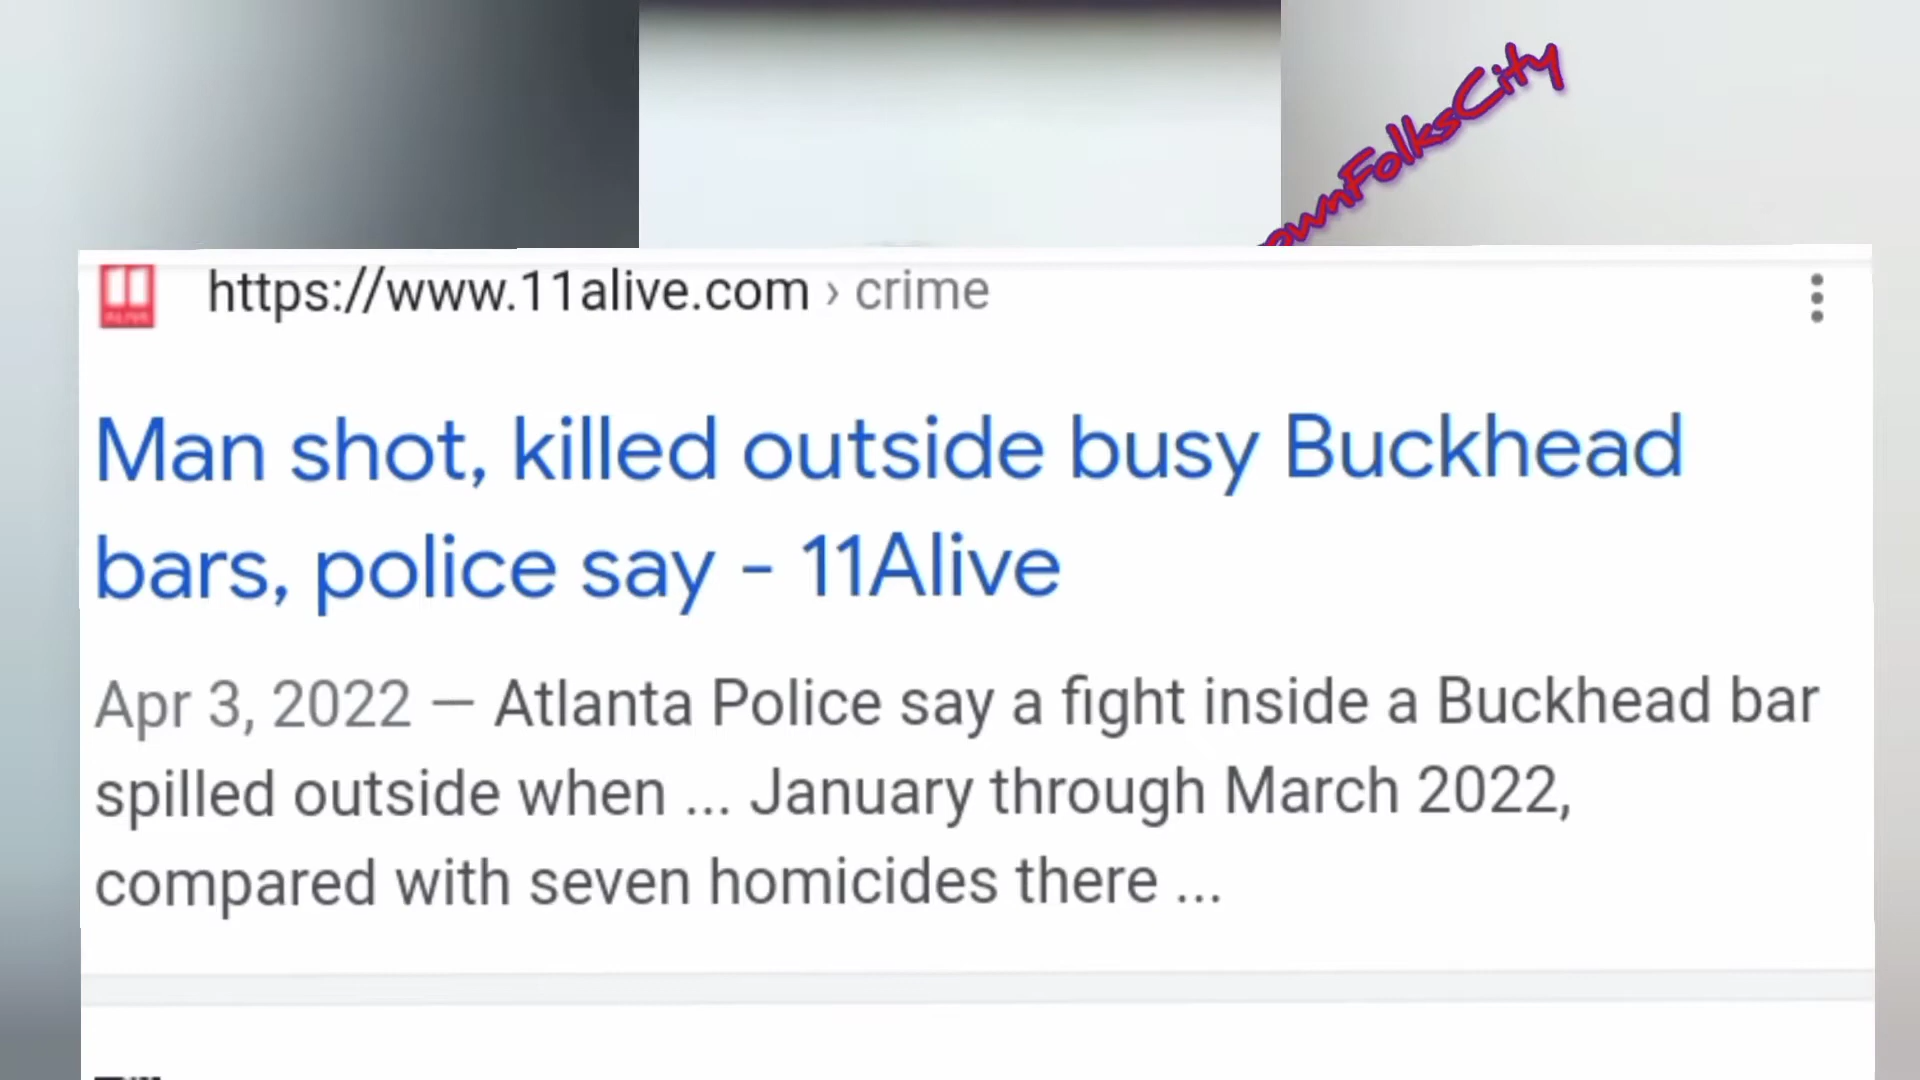 ownFolksCity
https://www.11alive.com › crime
Man shot, killed outside busy Buckhead
bars, police say - 11Alive
Apr 3, 2022 — Atlanta Police say a fight inside a Buckhead bar
spilled outside when ... January through March 2022,
compared with seven homicides there ...